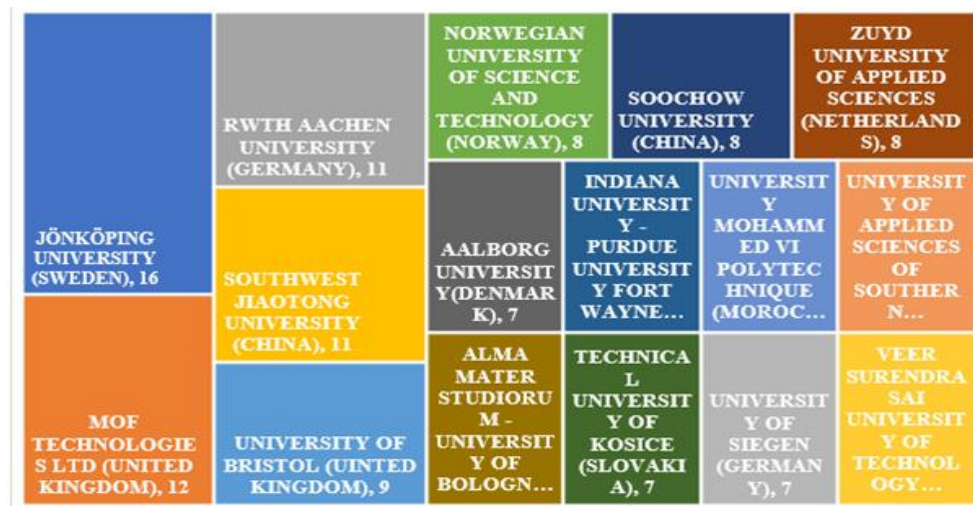 JÖNKÖPING
UNIVERSITY
(SWEDEN), 16
MOF
TECHNOLOGIE
S LTD (UNITED
KINGDOM), 12
RWTH AACHEN
UNIVERSITY
(GERMANY), 11
SOUTHWEST
JIAOTONG
UNIVERSITY
(CHINA), 11
UNIVERSITY OF
BRISTOL (UINTED
KINGDOM), 9
NORWEGIAN
UNIVERSITY
OF SCIENCE
AND
TECHNOLOGY
(NORWAY), 8
SOOCHOW
UNIVERSITY
(CHINA), 8
ZUYD
UNIVERSITY
OF APPLIED
SCIENCES
(NETHERLAND
S), 8
AALBORG
UNIVERSIT
Y(DENMAR
K), 7
INDIANA
UNIVERSIT
Y -
PURDUE
UNIVERSIT
Y FORT
WAYNE...
UNIVERSIT
Y
MOHAMM
ED VI
POLYTEC
HNIQUE
(MOROC...
UNIVERSIT
Y OF
APPLIED
SCIENCES
OF
SOUTHER
N...
ALMA
MATER
STUDIORU
M -
UNIVERSIT
Y OF
BOLOGN...
TECHNICA
L
UNIVERSIT
Y OF
KOSICE
(SLOVAKI
A), 7
UNIVERSIT
Y OF
SIEGEN
(GERMAN
Y), 7
VEER
SURENDRA
SAI
UNIVERSIT
Y OF
TECHNOL
OGY...